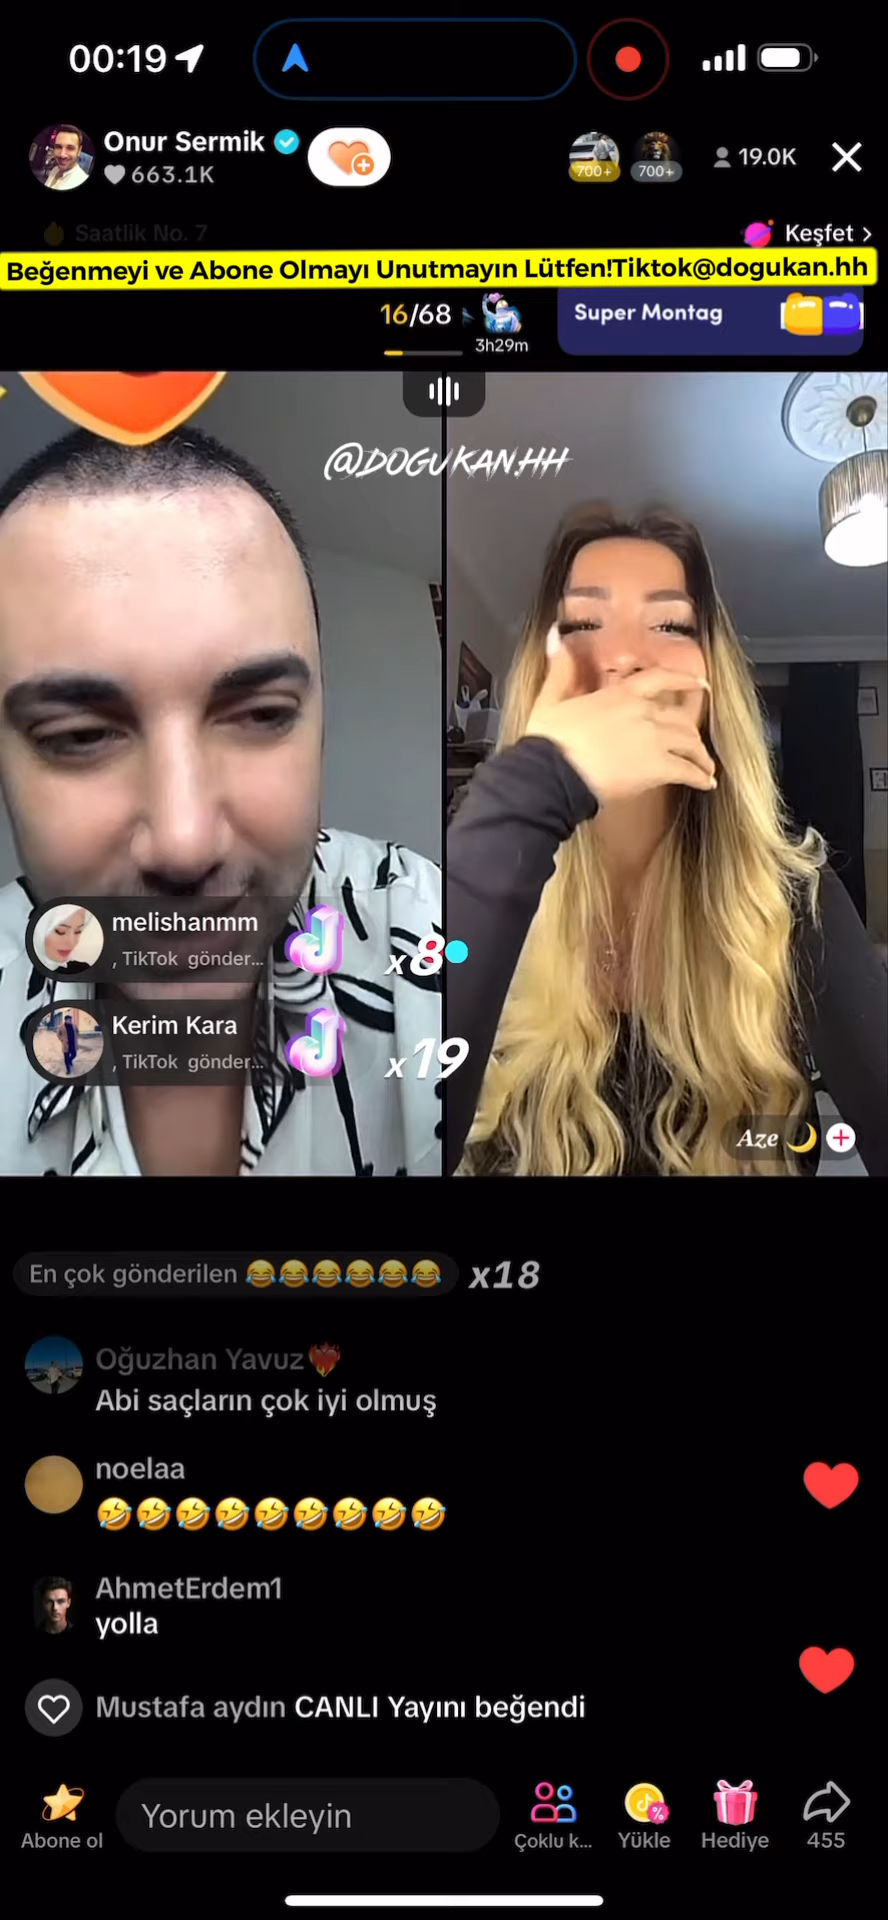 00:19
Onur Sermik
663.1K
700+
700+
19.0K
Saatlik No. 7
Keşfet >
Beğenmeyi ve Abone Olmayı Unutmayın Lütfen!Tiktok@dogukan.hh
16/68
3h29m
Super Montag
@DOGUKAN.HH
melishanmm
, TikTok gönder...
x8
Kerim Kara
, TikTok gönder...
x19
Aze
En çok gönderilen 😂😂😂😂😂😂 x18
Oğuzhan Yavuz❤️‍🔥
Abi saçların çok iyi olmuş
noelaa
🤣🤣🤣🤣🤣🤣🤣🤣🤣
AhmetErdem1
yolla
Mustafa aydın CANLI Yayını beğendi
Abone ol
Yorum ekleyin
Çoklu k...
Yükle
Hediye
455